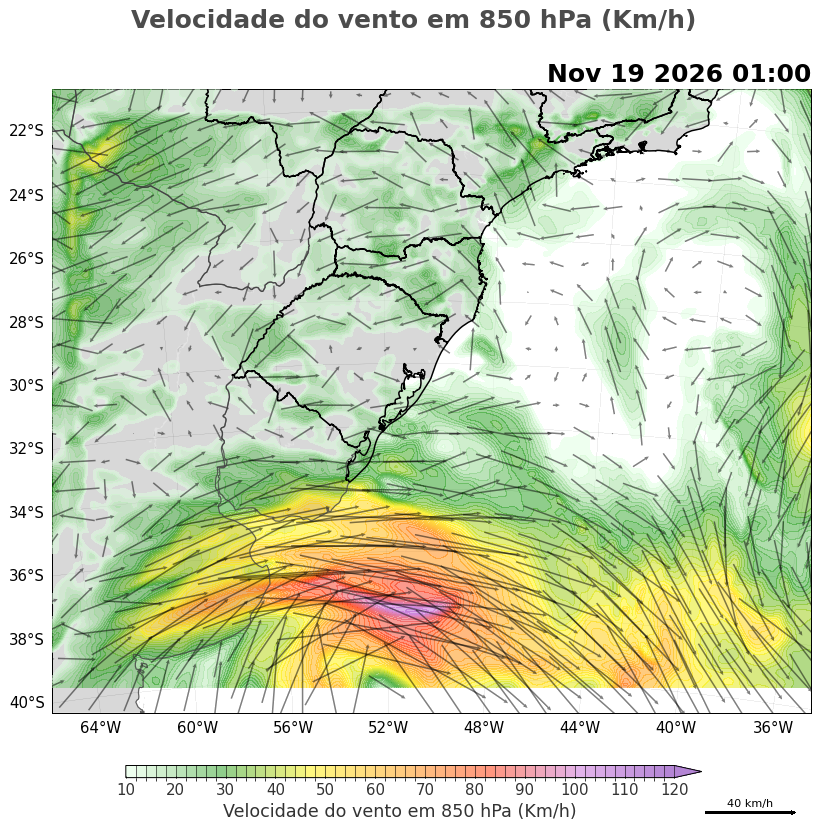 Velocidade do vento em 850 hPa (Km/h)
Nov 19 2026 01:00
22°S
24°S
26°S
28°S
30°S
32°S
34°S
36°S
38°S
40°S
64°W 60°W 56°W 52°W 48°W 44°W 40°W 36°W
10 20 30 40 50 60 70 80 90 100 110 120
Velocidade do vento em 850 hPa (Km/h)
40 km/h